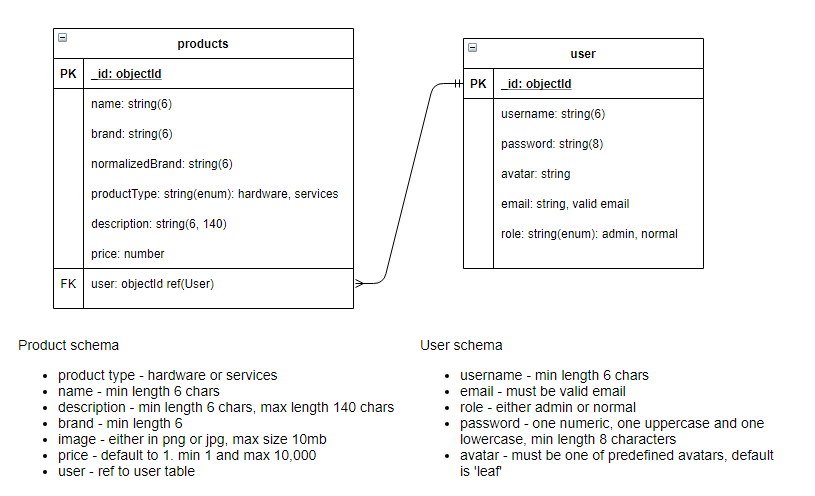 products
PK _id: objectId
name: string(6)
brand: string(6)
normalizedBrand: string(6)
productType: string(enum): hardware, services
description: string(6, 140)
price: number
FK user: objectId ref(User)
user
PK _id: objectId
username: string(6)
password: string(8)
avatar: string
email: string, valid email
role: string(enum): admin, normal
Product schema
• product type - hardware or services
• name - min length 6 chars
• description - min length 6 chars, max length 140 chars
• brand - min length 6
• image - either in png or jpg, max size 10mb
• price - default to 1. min 1 and max 10,000
• user - ref to user table
User schema
• username - min length 6 chars
• email - must be valid email
• role - either admin or normal
• password - one numeric, one uppercase and one
lowercase, min length 8 characters
• avatar - must be one of predefined avatars, default
is 'leaf'